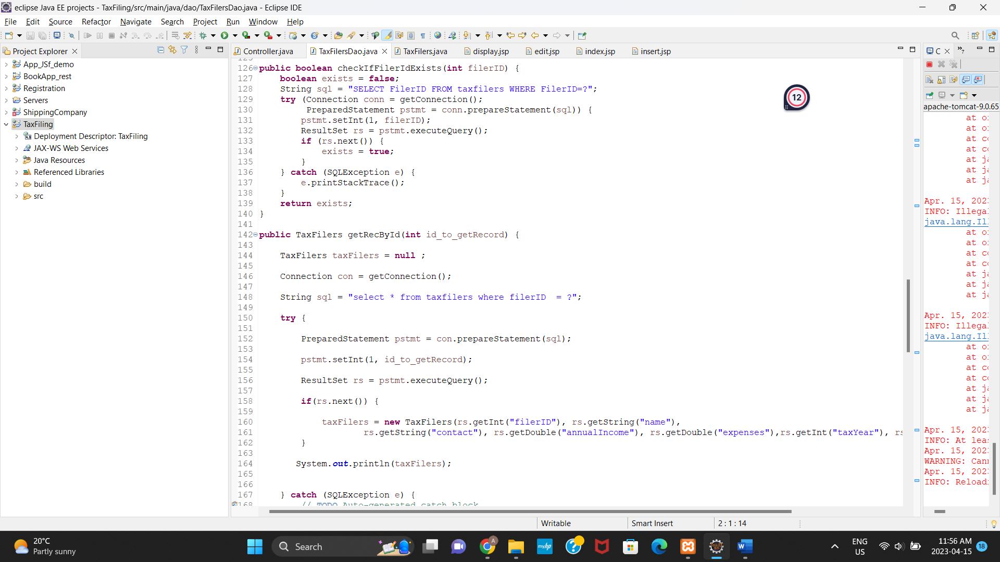 eclipse Java EE projects - TaxFiling/src/main/java/dao/TaxFilersDao.java - Eclipse IDE
File Edit Source Refactor Navigate Search Project Run Window Help
Project Explorer
Controller.java TaxFilersDao.java TaxFilers.java display.jsp edit.jsp index.jsp insert.jsp
C
7
App_JSf_demo
BookApp_rest
Registration
Servers
ShippingCompany
TaxFiling
Deployment Descriptor: TaxFiling
JAX-WS Web Services
Java Resources
Referenced Libraries
build
src
126 public boolean checkIfFilerIdExists(int filerID) {
127 boolean exists = false;
128 String sql = "SELECT FilerID FROM taxfilers WHERE FilerID=?";
129 try (Connection conn = getConnection();
130 PreparedStatement pstmt = conn.prepareStatement(sql)) {
131 pstmt.setInt(1, filerID);
132 ResultSet rs = pstmt.executeQuery();
133 if (rs.next()) {
134 exists = true;
135 }
136 } catch (SQLException e) {
137 e.printStackTrace();
138 }
139 return exists;
140 }
141
142 public TaxFilers getRecById(int id_to_getRecord) {
143
144 TaxFilers taxFilers = null ;
145
146 Connection con = getConnection();
147
148 String sql = "select * from taxfilers where filerID  = ?";
149
150 try {
151
152 PreparedStatement pstmt = con.prepareStatement(sql);
153
154 pstmt.setInt(1, id_to_getRecord);
155
156 ResultSet rs = pstmt.executeQuery();
157
158 if(rs.next()) {
159
160 taxFilers = new TaxFilers(rs.getInt("filerID"), rs.getString("name"),
161 rs.getString("contact"), rs.getDouble("annualIncome"), rs.getDouble("expenses"),rs.getInt("taxYear"), rs
162 }
163
164 System.out.println(taxFilers);
165
166
167 } catch (SQLException e) {
168 // TODO Auto-generated catch block
12
apache-tomcat-9.0.65
at o
at o
at c
at c
at ja
at ja
at ja
Apr. 15, 202
INFO: Illega
java.lang.Il
at o
at o
at c
at c
at ja
at ja
at ja
Apr. 15, 202
INFO: Illega
java.lang.Il
at o
at o
at c
at c
at ja
at ja
at ja
Apr. 15, 202
INFO: At lea
Apr. 15, 202
WARNING: Can
Apr. 15, 202
INFO: Reload
Writable Smart Insert 2 : 1 : 14
20°C
Partly sunny
Search
myhp
ENG
US
11:56 AM
2023-04-15
18